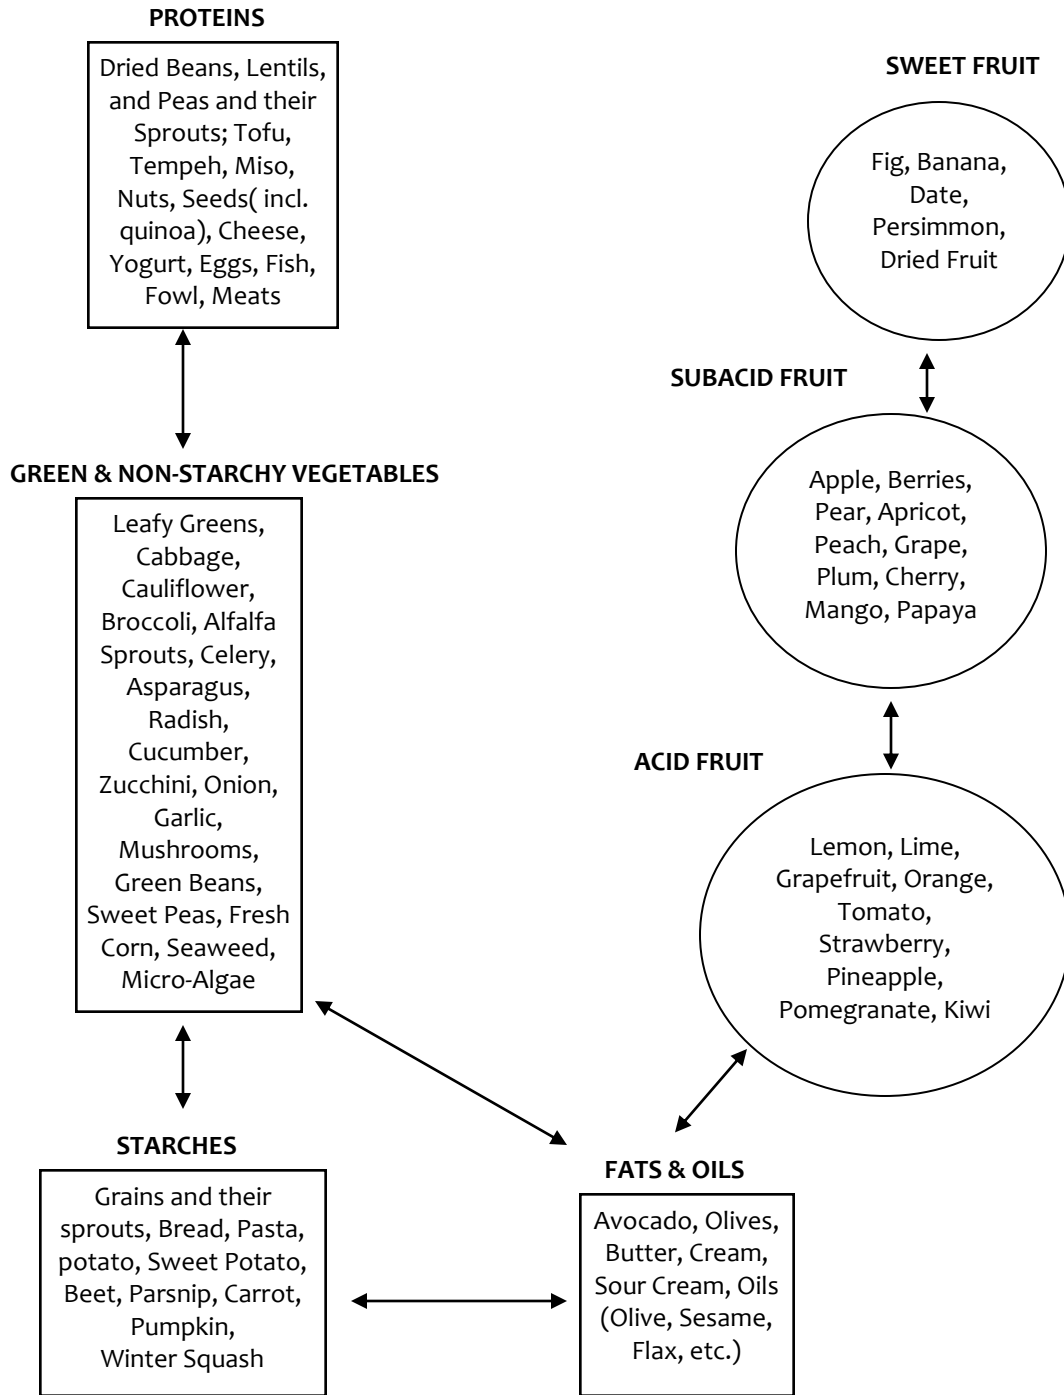 PROTEINS
Dried Beans, Lentils,
and Peas and their
Sprouts; Tofu,
Tempeh, Miso,
Nuts, Seeds( incl.
quinoa), Cheese,
Yogurt, Eggs, Fish,
Fowl, Meats
GREEN & NON-STARCHY VEGETABLES
Leafy Greens,
Cabbage,
Cauliflower,
Broccoli, Alfalfa
Sprouts, Celery,
Asparagus,
Radish,
Cucumber,
Zucchini, Onion,
Garlic,
Mushrooms,
Green Beans,
Sweet Peas, Fresh
Corn, Seaweed,
Micro-Algae
STARCHES
Grains and their
sprouts, Bread, Pasta,
potato, Sweet Potato,
Beet, Parsnip, Carrot,
Pumpkin,
Winter Squash
SWEET FRUIT
Fig, Banana,
Date,
Persimmon,
Dried Fruit
SUBACID FRUIT
Apple, Berries,
Pear, Apricot,
Peach, Grape,
Plum, Cherry,
Mango, Papaya
ACID FRUIT
Lemon, Lime,
Grapefruit, Orange,
Tomato,
Strawberry,
Pineapple,
Pomegranate, Kiwi
FATS & OILS
Avocado, Olives,
Butter, Cream,
Sour Cream, Oils
(Olive, Sesame,
Flax, etc.)